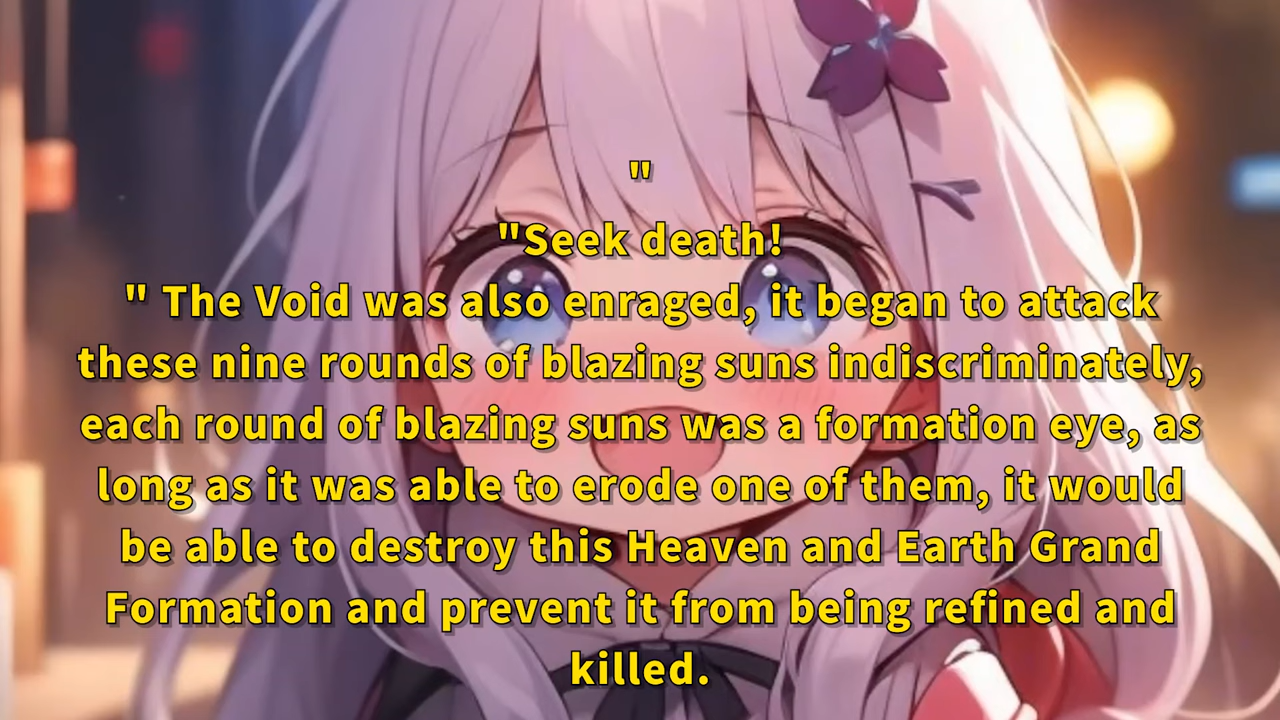 "
"Seek death!
" The Void was also enraged, it began to attack
these nine rounds of blazing suns indiscriminately,
each round of blazing suns was a formation eye, as
long as it was able to erode one of them, it would
be able to destroy this Heaven and Earth Grand
Formation and prevent it from being refined and
killed.